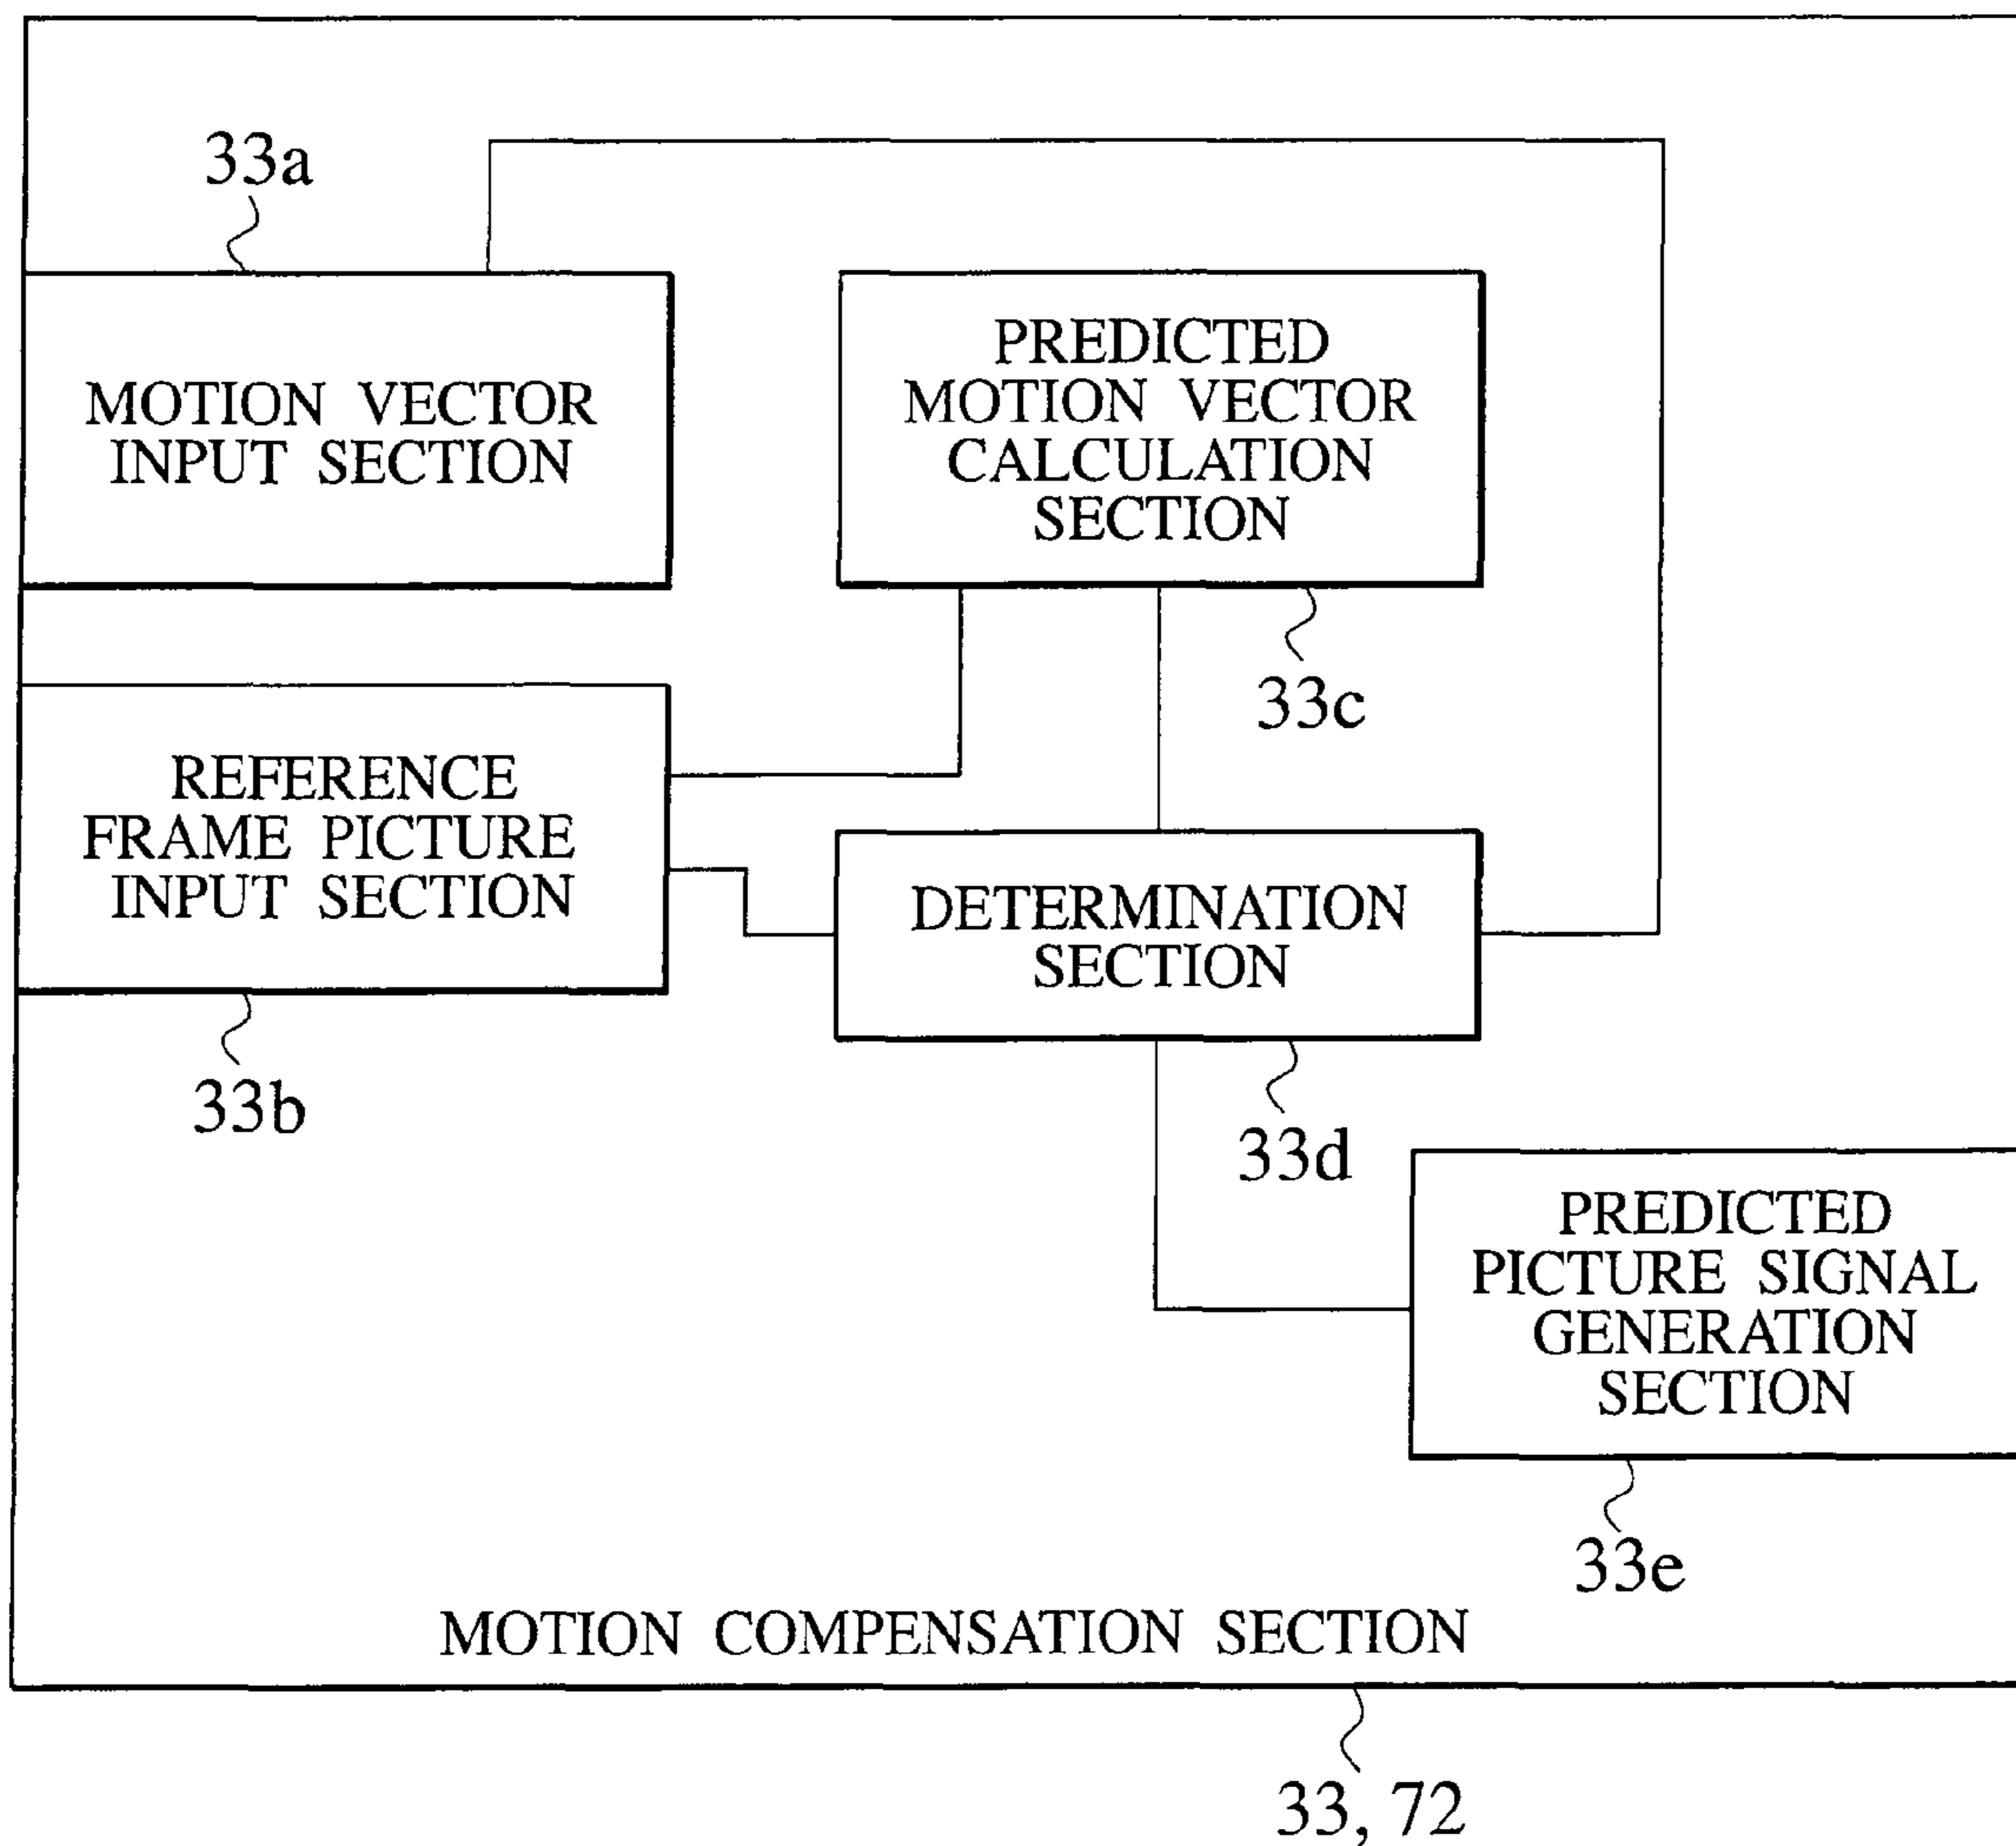 33a
MOTION VECTOR
INPUT SECTION
PREDICTED
MOTION VECTOR
CALCULATION
SECTION
33c
REFERENCE
FRAME PICTURE
INPUT SECTION
33b
DETERMINATION
SECTION
33d
PREDICTED
PICTURE SIGNAL
GENERATION
SECTION
33e
MOTION COMPENSATION SECTION
33, 72